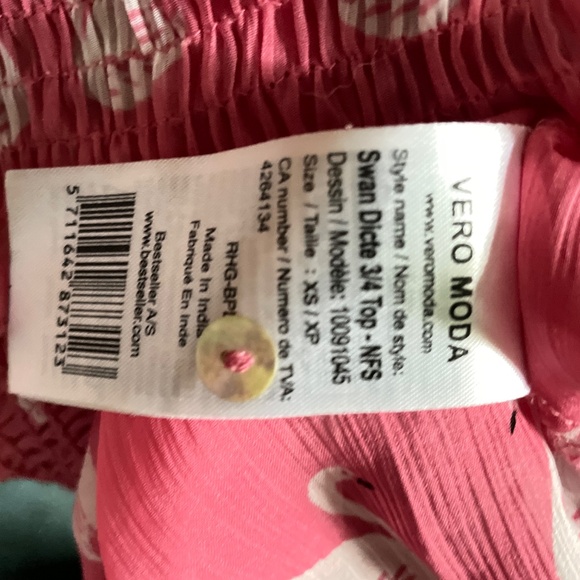 VERO MODA
www.veromoda.com
Style name / Nom de style:
Swan Dicte 3/4 Top - NFS
Dessin / Modèle: 10091045
Size / Taille : XS / XP
CA number / Numero de TVA:
4264134
Made In India
Fabriqué En Inde
Bestseller A/S
www.bestseller.com
5 711642 873123